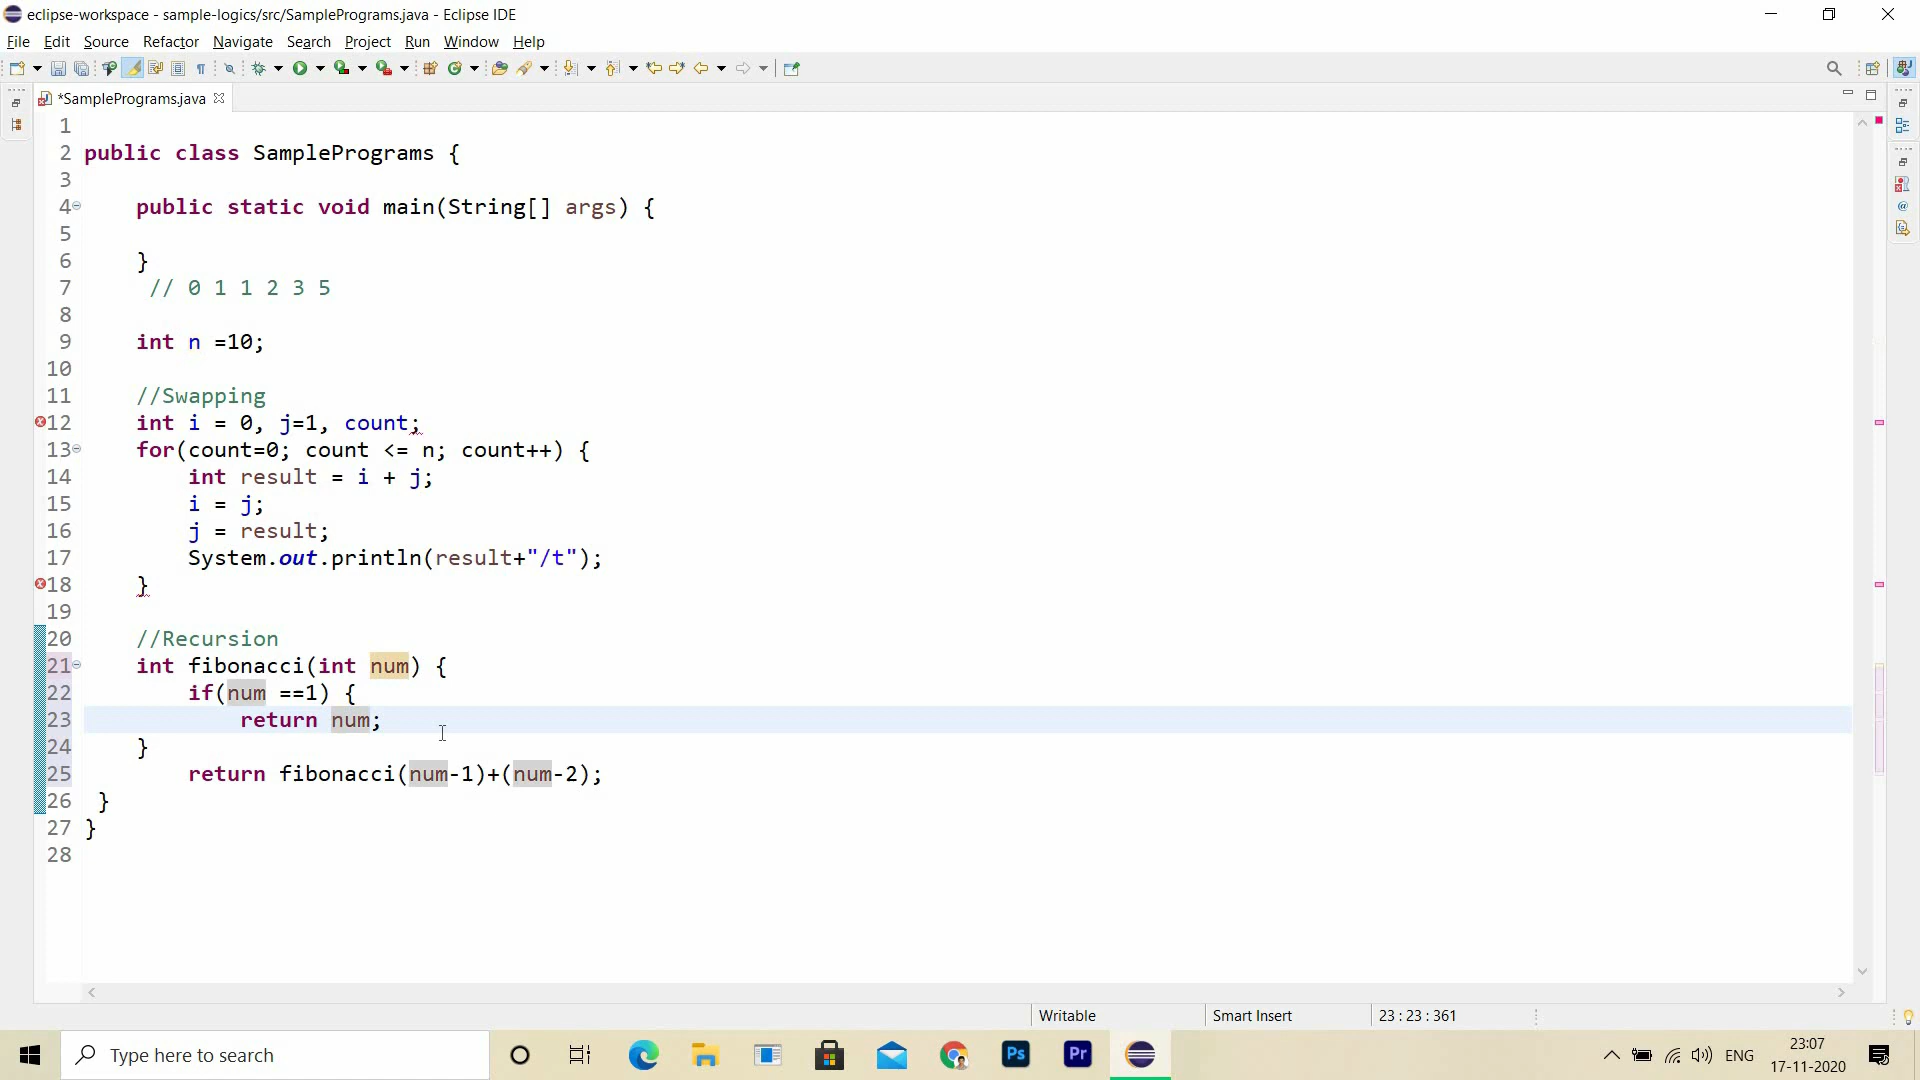 eclipse-workspace - sample-logics/src/SamplePrograms.java - Eclipse IDE
File Edit Source Refactor Navigate Search Project Run Window Help
*SamplePrograms.java
1
2 public class SamplePrograms {
3
4 public static void main(String[] args) {
5
6 }
7 // 0 1 1 2 3 5
8
9 int n =10;
10
11 //Swapping
12 int i = 0, j=1, count;
13 for(count=0; count <= n; count++) {
14 int result = i + j;
15 i = j;
16 j = result;
17 System.out.println(result+"/t");
18 }
19
20 //Recursion
21 int fibonacci(int num) {
22 if(num ==1) {
23 return num;
24 }
25 return fibonacci(num-1)+(num-2);
26 }
27 }
28
Writable Smart Insert 23 : 23 : 361
Type here to search
Ps
Pr
ENG
23:07
17-11-2020